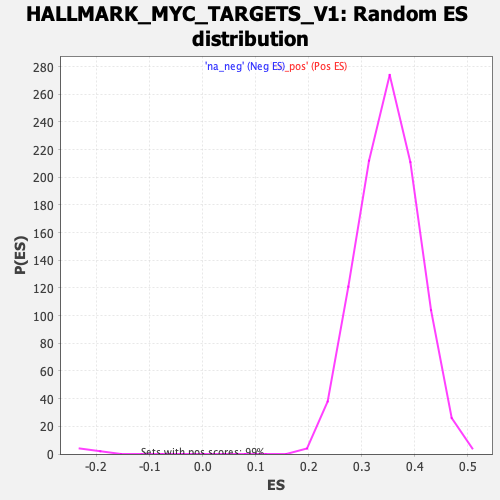 HALLMARK_MYC_TARGETS_V1: Random ES
distribution
'na_neg' (Neg ES)_pos' (Pos ES)
280
260
240
220
200
180
160
140
120
100
80
60
40
20
0
P(ES)
Sets with pos scores: 99%
-0.2 -0.1 0.0 0.1 0.2 0.3 0.4 0.5
ES